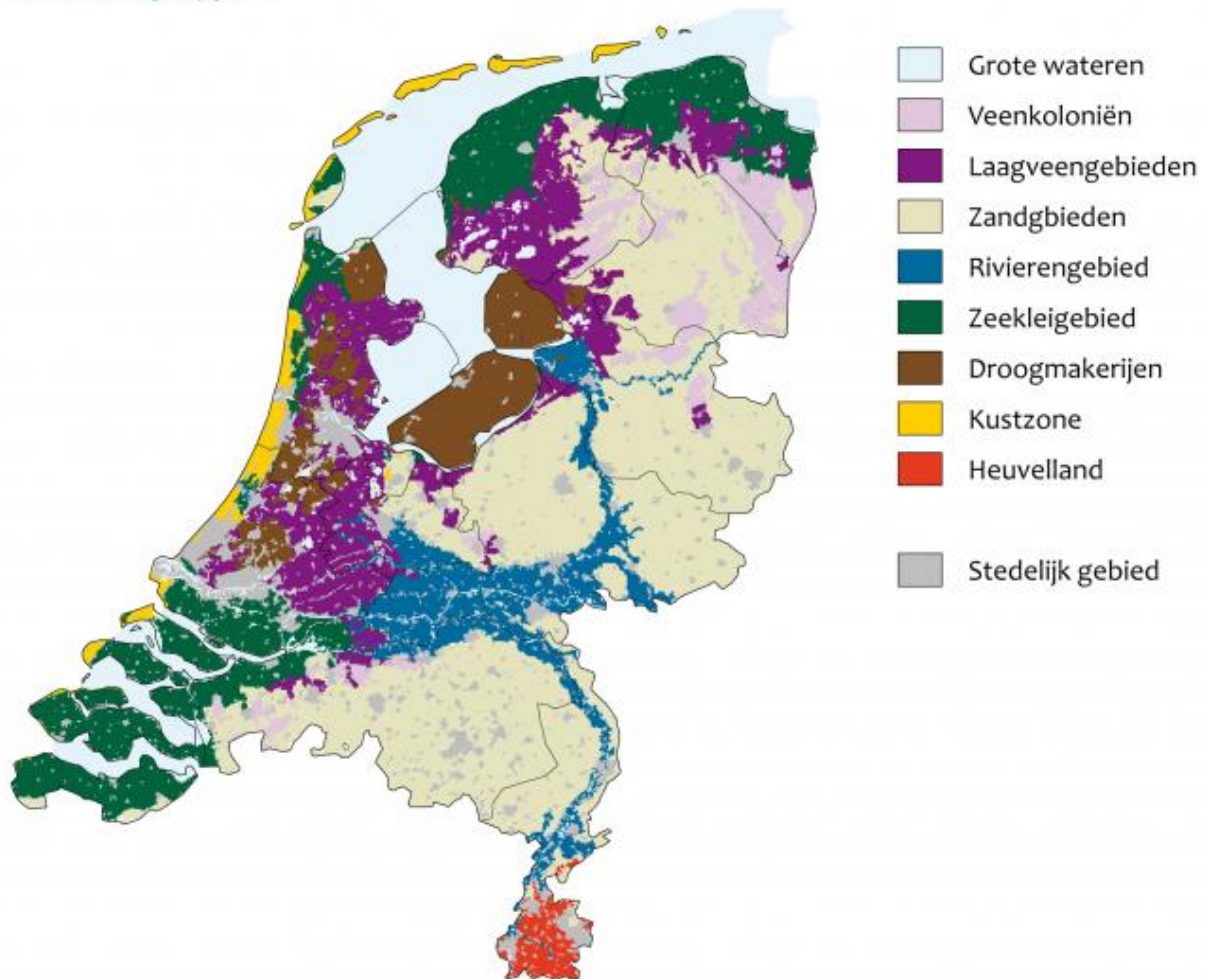 Grote wateren
Veenkoloniën
Laagveengebieden
Zandgbieden
Rivierengebied
Zeekleigebied
Droogmakerijen
Kustzone
Heuvelland
Stedelijk gebied